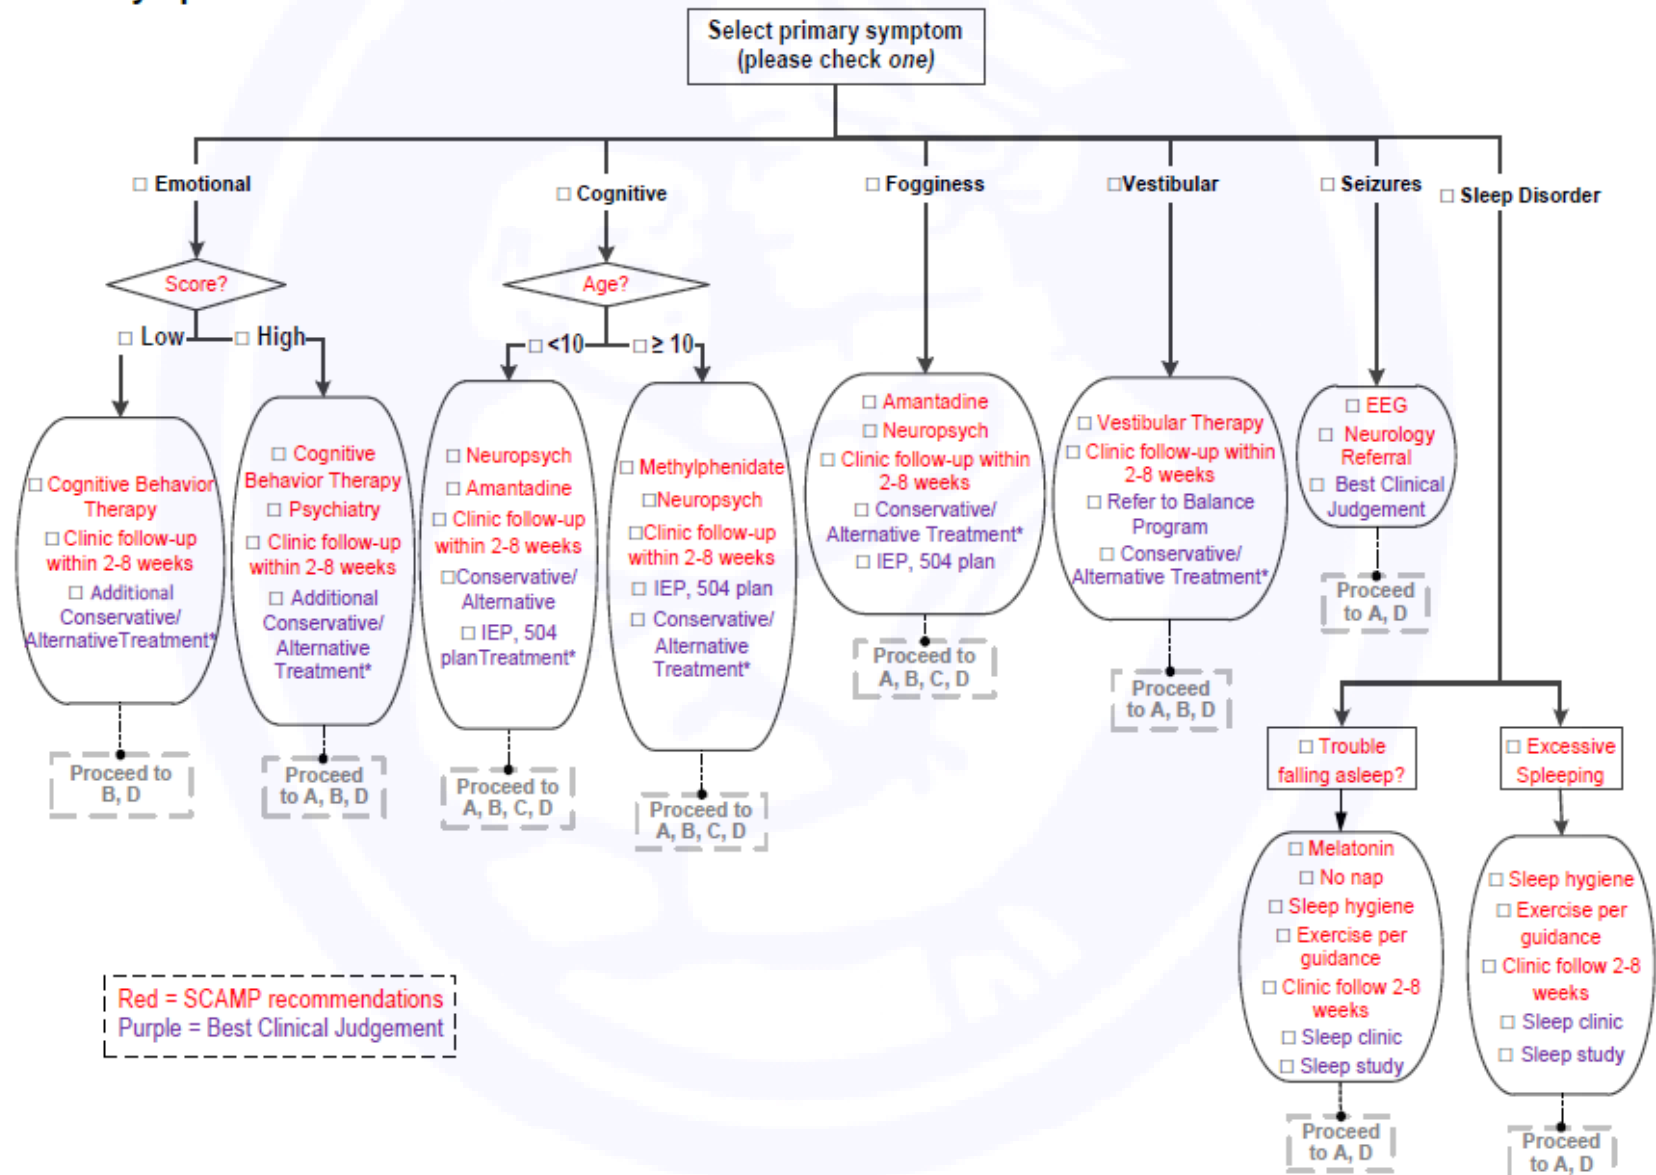 Select primary symptom
(please check one)
☐ Emotional
☐ Cognitive
☐ Fogginess
☐Vestibular
☐ Seizures
☐ Sleep Disorder
Score?
☐ Low
☐ High
Age?
☐ <10
☐ ≥ 10
☐ Cognitive Behavior
Therapy
☐ Clinic follow-up
within 2-8 weeks
☐ Additional
Conservative/
AlternativeTreatment*
Proceed to
B, D
☐ Cognitive
Behavior Therapy
☐ Psychiatry
☐ Clinic follow-up
within 2-8 weeks
☐ Additional
Conservative/
Alternative
Treatment*
Proceed
to A, B, D
☐ Neuropsych
☐ Amantadine
☐ Clinic follow-up
within 2-8 weeks
☐Conservative/
Alternative
☐ IEP, 504
planTreatment*
Proceed to
A, B, C, D
☐ Methylphenidate
☐Neuropsych
☐Clinic follow-up
within 2-8 weeks
☐ IEP, 504 plan
☐ Conservative/
Alternative
Treatment*
Proceed to
A, B, C, D
☐ Amantadine
☐ Neuropsych
☐ Clinic follow-up within
2-8 weeks
☐ Conservative/
Alternative Treatment*
☐ IEP, 504 plan
Proceed to
A, B, C, D
☐ Vestibular Therapy
☐ Clinic follow-up within
2-8 weeks
☐ Refer to Balance
Program
☐ Conservative/
Alternative Treatment*
Proceed
to A, B, D
☐ EEG
☐ Neurology
Referral
☐ Best Clinical
Judgement
Proceed
to A, D
☐ Trouble
falling asleep?
☐ Melatonin
☐ No nap
☐ Sleep hygiene
☐ Exercise per
guidance
☐ Clinic follow 2-8
weeks
☐ Sleep clinic
☐ Sleep study
Proceed
to A, D
☐ Excessive
Spleeping
☐ Sleep hygiene
☐ Exercise per
guidance
☐ Clinic follow 2-8
weeks
☐ Sleep clinic
☐ Sleep study
Proceed
to A, D
Red = SCAMP recommendations
Purple = Best Clinical Judgement